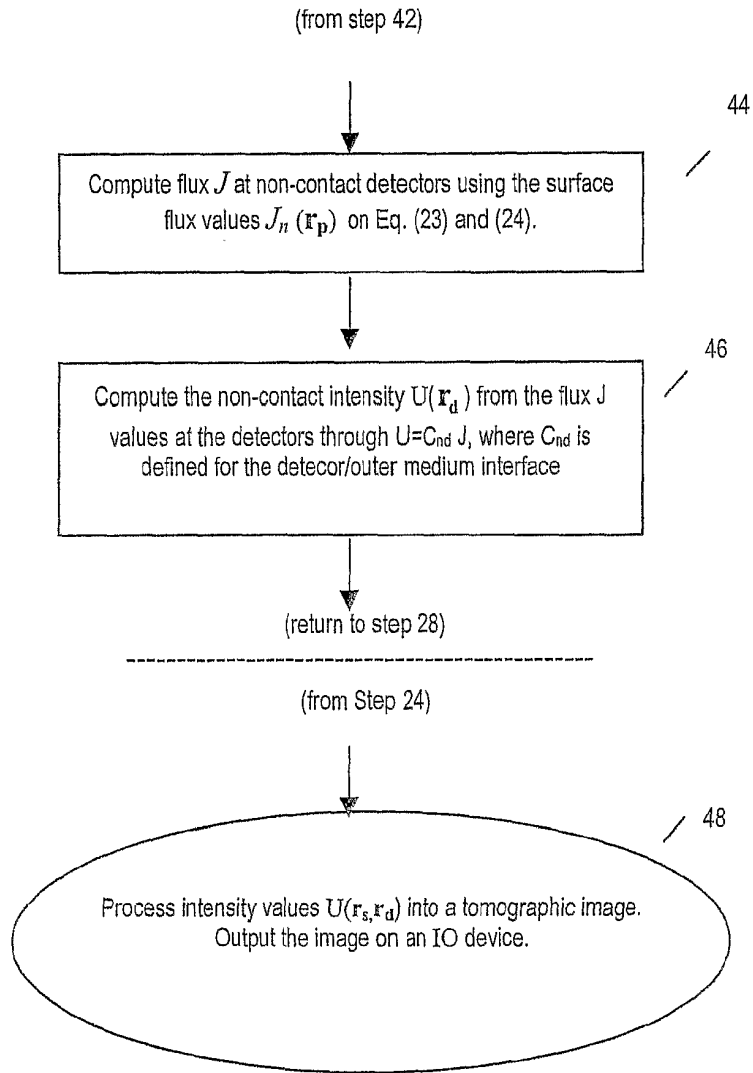 (from step 42)
44
Compute flux J at non-contact detectors using the surface
flux values Jn (rp) on Eq. (23) and (24).
46
Compute the non-contact intensity U(rd) from the flux J
values at the detectors through U=Cnd J, where Cnd is
defined for the detecor/outer medium interface
(return to step 28)
(from Step 24)
48
Process intensity values U(rs,rd) into a tomographic image.
Output the image on an IO device.